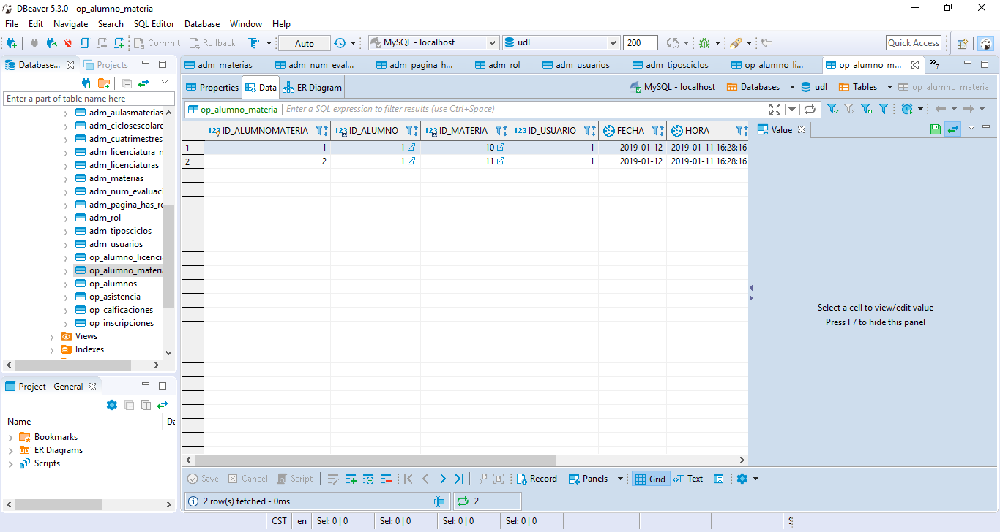 DBeaver 5.3.0 - op_alumno_materia
File Edit Navigate Search SQL Editor Database Window Help
Commit Rollback Auto MySQL - localhost udl 200 Quick Access
Database... Projects
Enter a part of table name here
adm_aulasmaterias
adm_ciclosescolare
adm_cuatrimestres
adm_licenciatura_r
adm_licenciaturas
adm_materias
adm_num_evaluac
adm_pagina_has_ro
adm_rol
adm_tiposciclos
adm_usuarios
op_alumno_licenci
op_alumno_materi
op_alumnos
op_asistencia
op_calficaciones
op_inscripciones
Views
Indexes
Project - General
Name Da
Bookmarks
ER Diagrams
Scripts
adm_materias adm_num_eval... adm_pagina_h... adm_rol adm_usuarios adm_tiposciclos op_alumno_li... op_alumno_m... 7
Properties Data ER Diagram MySQL - localhost Databases udl Tables op_alumno_materia
op_alumno_materia Enter a SQL expression to filter results (use Ctrl+Space)
123 ID_ALUMNOMATERIA 123 ID_ALUMNO 123 ID_MATERIA 123 ID_USUARIO FECHA HORA
1 1 1 10 1 2019-01-12 2019-01-11 16:28:16
2 2 1 11 1 2019-01-12 2019-01-11 16:28:16
Value
Select a cell to view/edit value
Press F7 to hide this panel
Save Cancel Script Record Panels Grid Text
2 row(s) fetched - 0ms 2
CST en Sel: 0 | 0 Sel: 0 | 0 Sel: 0 | 0 Sel: 0 | 0